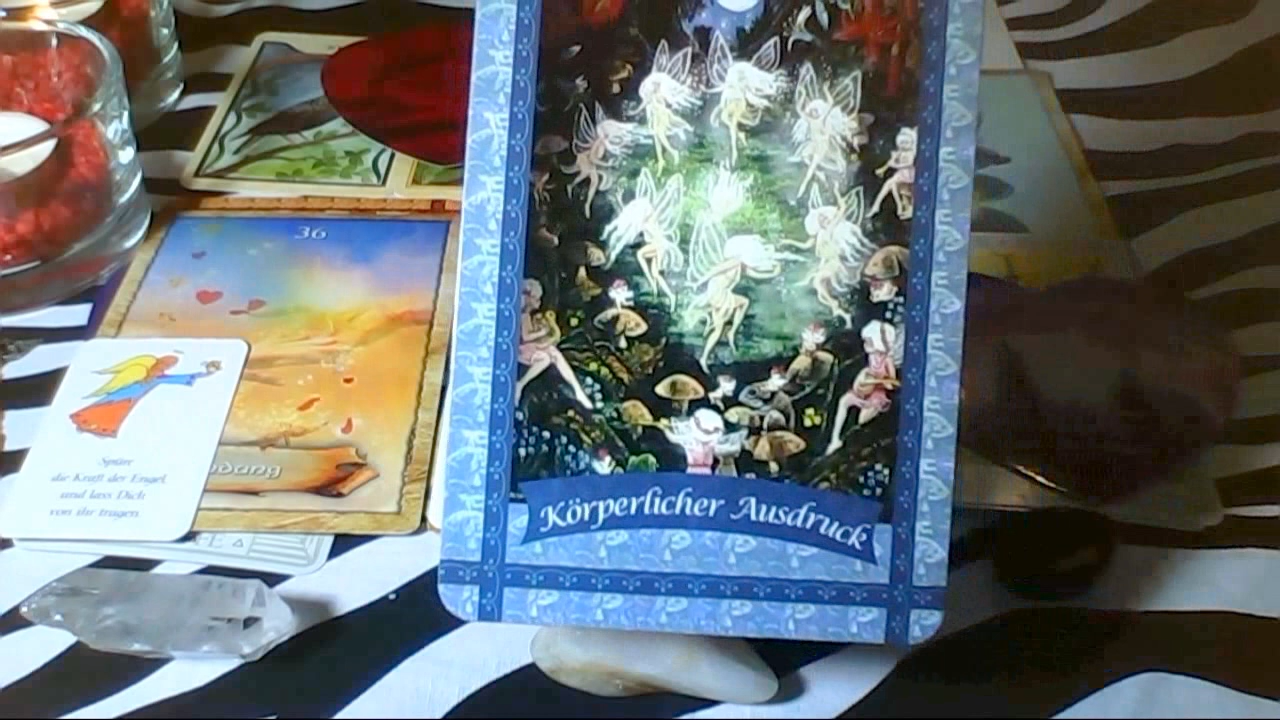 36
Spüre
die Kraft der Engel,
und lass Dich
von ihr tragen.
Körperlicher Ausdruck